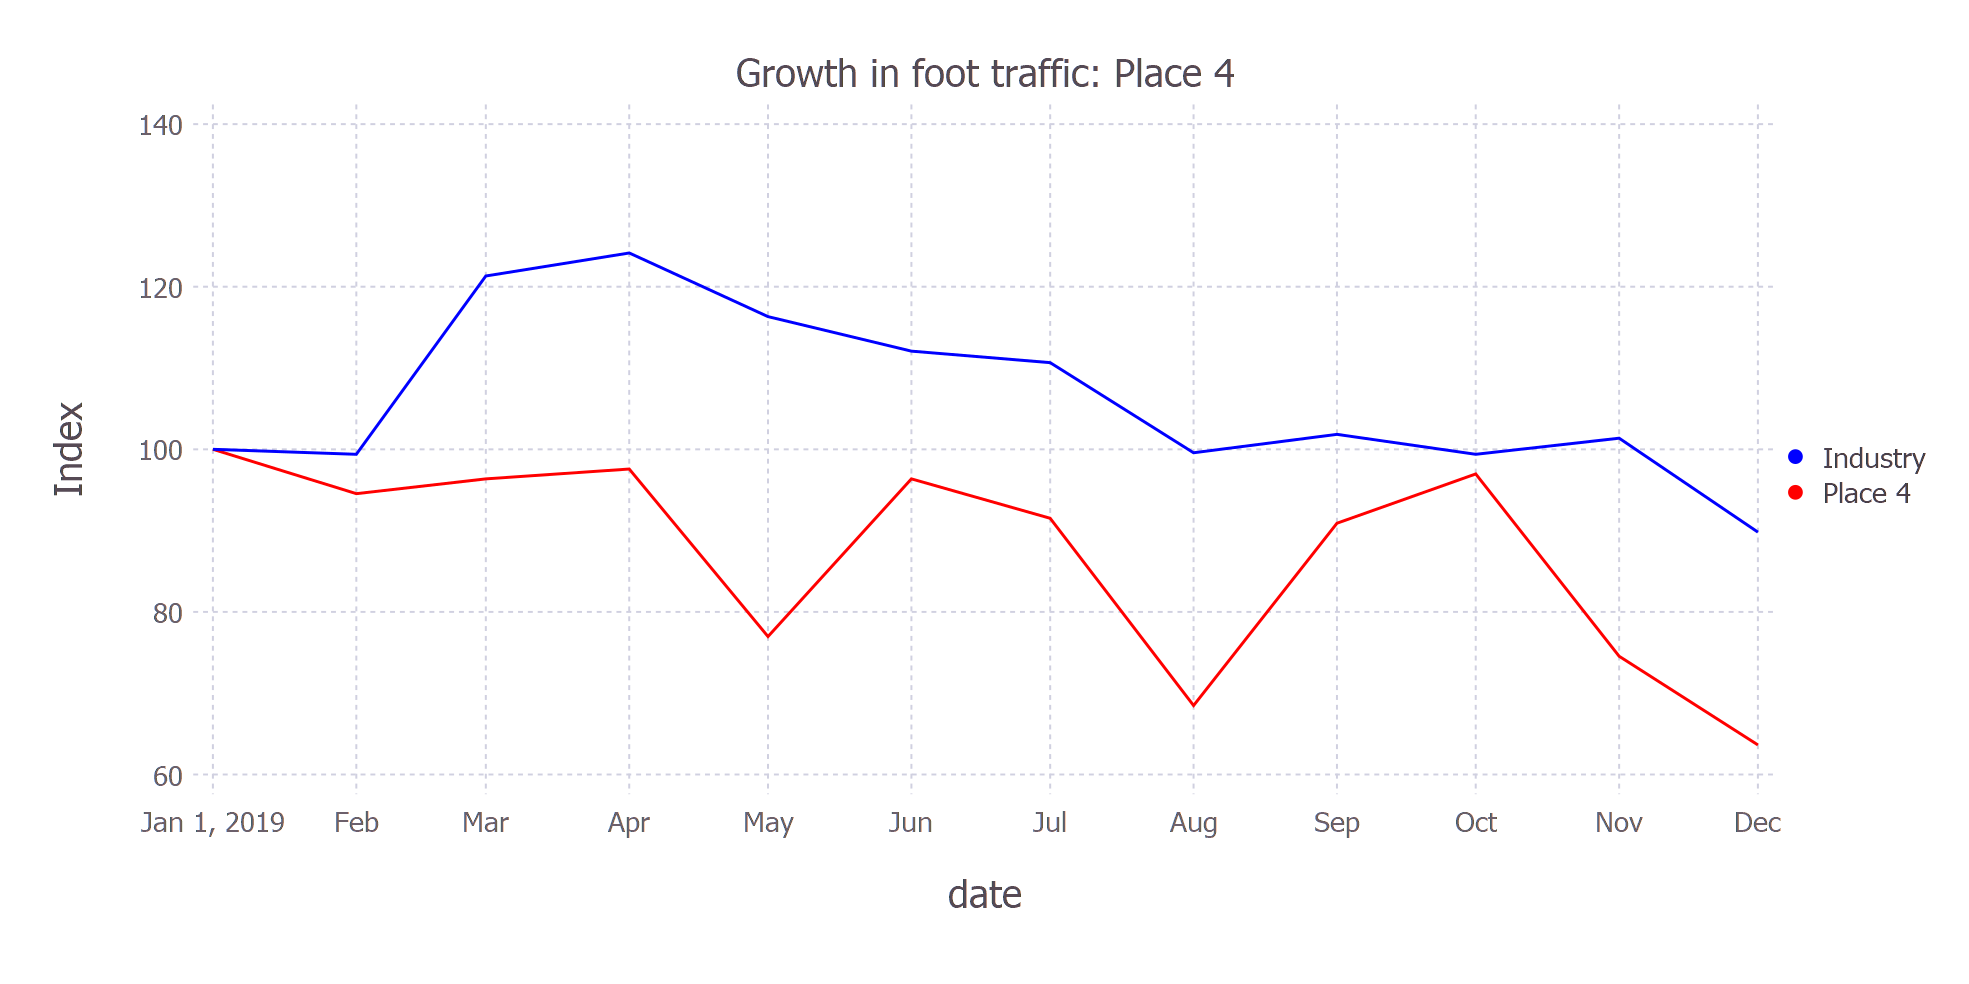 Growth in foot traffic: Place 4
140
120
100
80
60
Index
Jan 1, 2019 Feb Mar Apr May Jun Jul Aug Sep Oct Nov Dec
date
Industry
Place 4